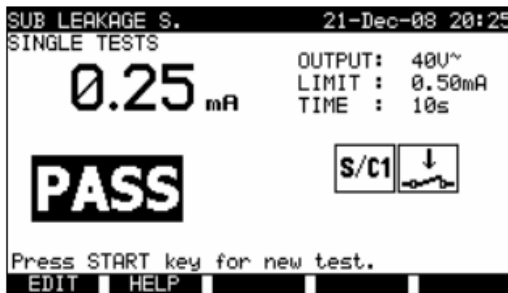 SUB LEAKAGE S. 21-Dec-08 20:25
SINGLE TESTS
0.25 mA
OUTPUT: 40V~
LIMIT : 0.50mA
TIME : 10s
PASS
S/C1
Press START key for new test.
EDIT HELP